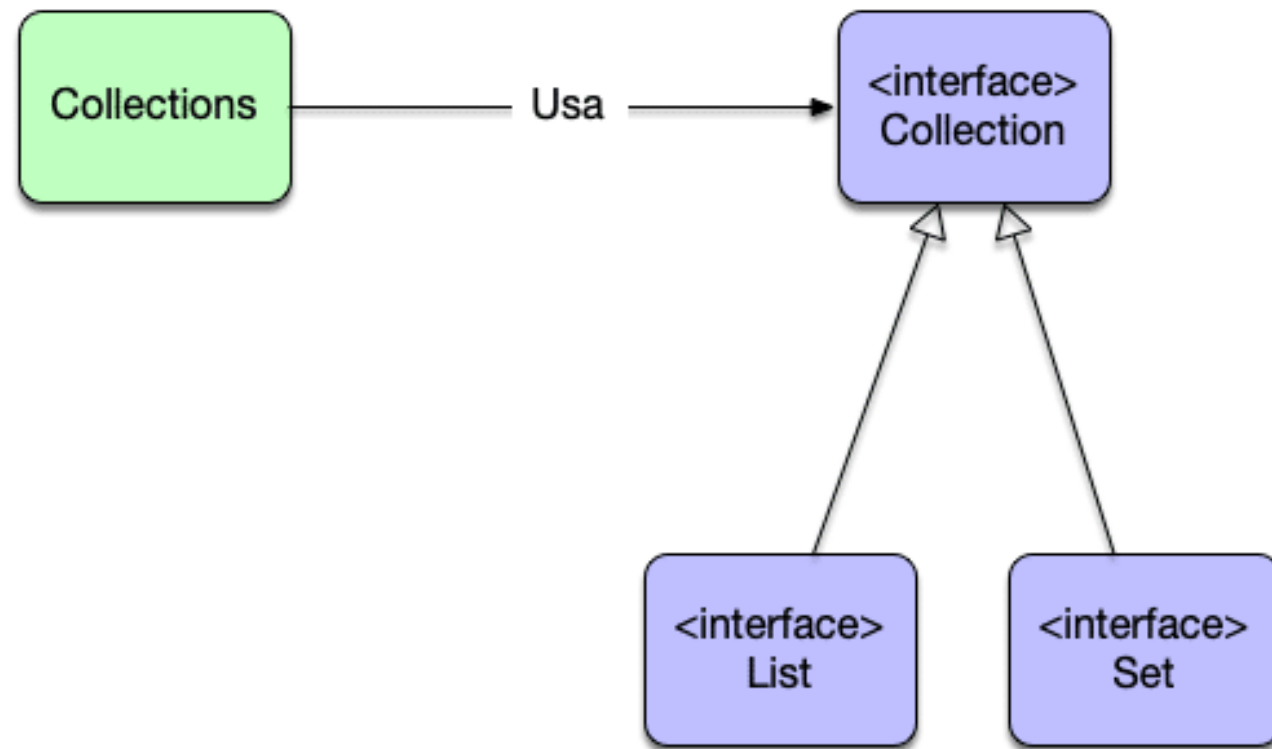 Collections
Usa
<interface>
Collection
<interface>
List
<interface>
Set